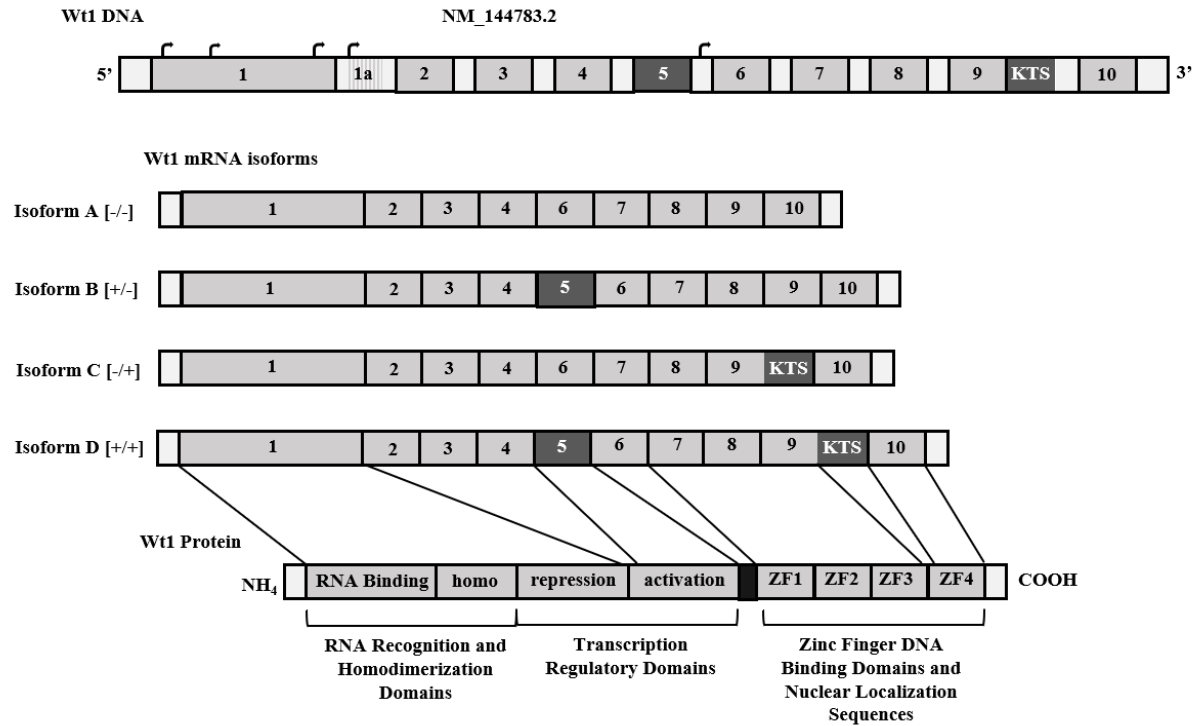 Wt1 DNA NM_144783.2
5’ 1 1a 2 3 4 5 6 7 8 9 KTS 10 3’
Wt1 mRNA isoforms
Isoform A [-/-] 1 2 3 4 6 7 8 9 10
Isoform B [+/-] 1 2 3 4 5 6 7 8 9 10
Isoform C [-/+] 1 2 3 4 6 7 8 9 KTS 10
Isoform D [+/+] 1 2 3 4 5 6 7 8 9 KTS 10
Wt1 Protein
NH4 RNA Binding homo repression activation ZF1 ZF2 ZF3 ZF4 COOH
RNA Recognition and
Homodimerization
Domains
Transcription
Regulatory Domains
Zinc Finger DNA
Binding Domains and
Nuclear Localization
Sequences